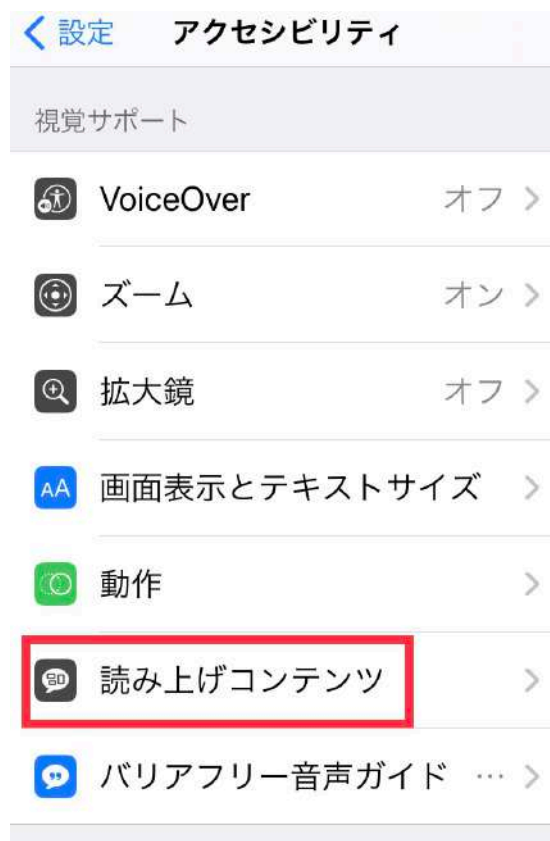 設定 アクセシビリティ
視覚サポート
VoiceOver オフ
ズーム オン
拡大鏡 オフ
AA 画面表示とテキストサイズ
動作
読み上げコンテンツ
バリアフリー音声ガイド …